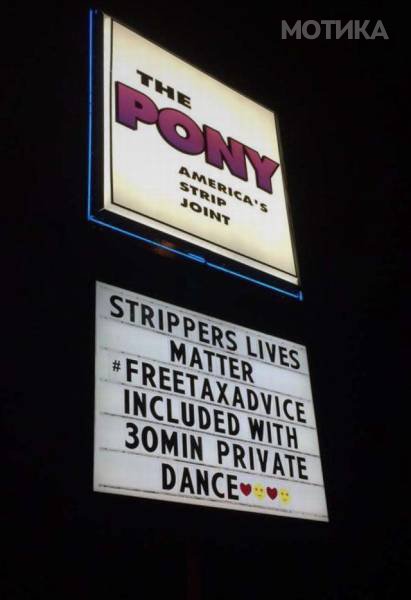 МОТИКА
THE
PONY
AMERICA'S
STRIP
JOINT
STRIPPERS LIVES
MATTER
#FREETAXADVICE
INCLUDED WITH
30MIN PRIVATE
DANCE♥😊♥😊